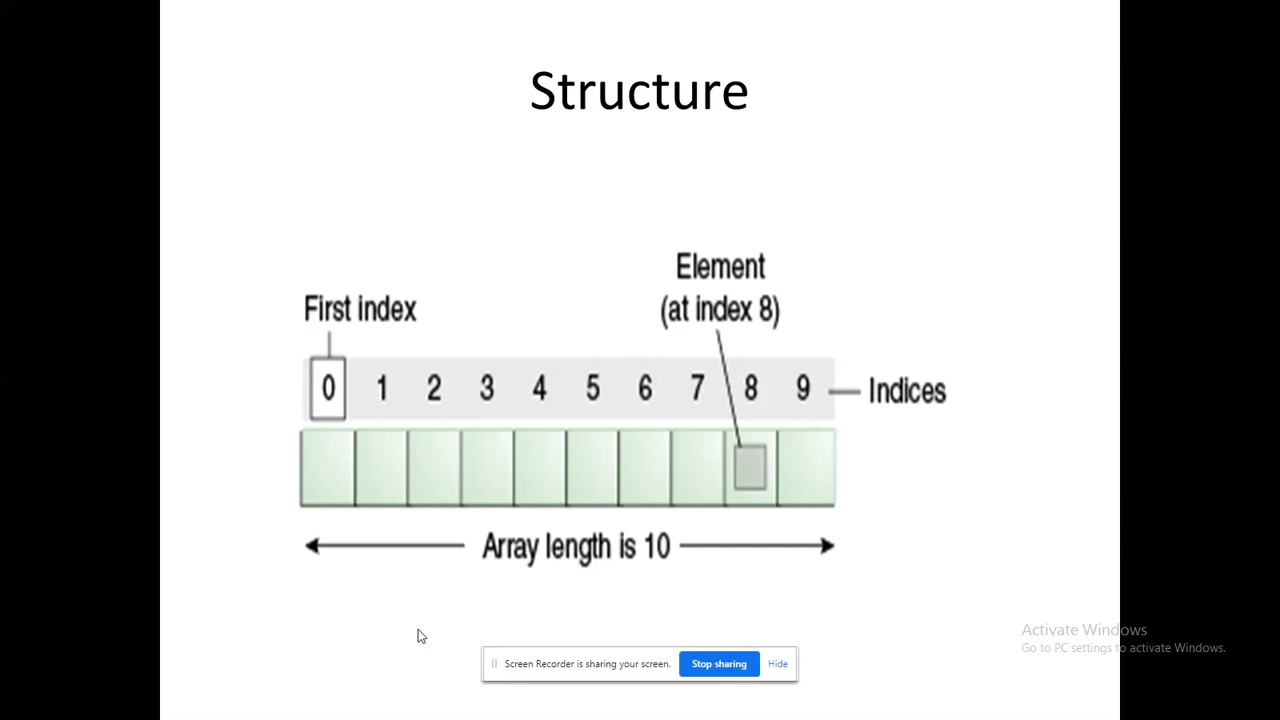 Structure
Element
(at index 8)
First index
0 1 2 3 4 5 6 7 8 9
Indices
Array length is 10
Activate Windows
Go to PC settings to activate Windows.
Screen Recorder is sharing your screen.
Stop sharing
Hide